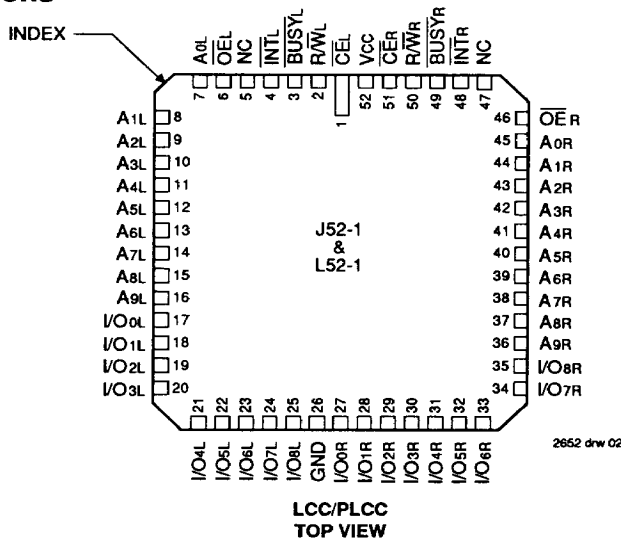 INDEX
A0L
OEL
NC
INTL
BUSYL
R/WL
CEL
VCC
CER
R/WR
BUSYR
INTR
NC
7 6 5 4 3 2 1 52 51 50 49 48 47
A1L 8
A2L 9
A3L 10
A4L 11
A5L 12
A6L 13
A7L 14
A8L 15
A9L 16
I/O0L 17
I/O1L 18
I/O2L 19
I/O3L 20
J52-1
&
L52-1
46 OE R
45 A0R
44 A1R
43 A2R
42 A3R
41 A4R
40 A5R
39 A6R
38 A7R
37 A8R
36 A9R
35 I/O8R
34 I/O7R
21 22 23 24 25 26 27 28 29 30 31 32 33
I/O4L
I/O5L
I/O6L
I/O7L
I/O8L
GND
I/O0R
I/O1R
I/O2R
I/O3R
I/O4R
I/O5R
I/O6R
2652 drw 02
LCC/PLCC
TOP VIEW